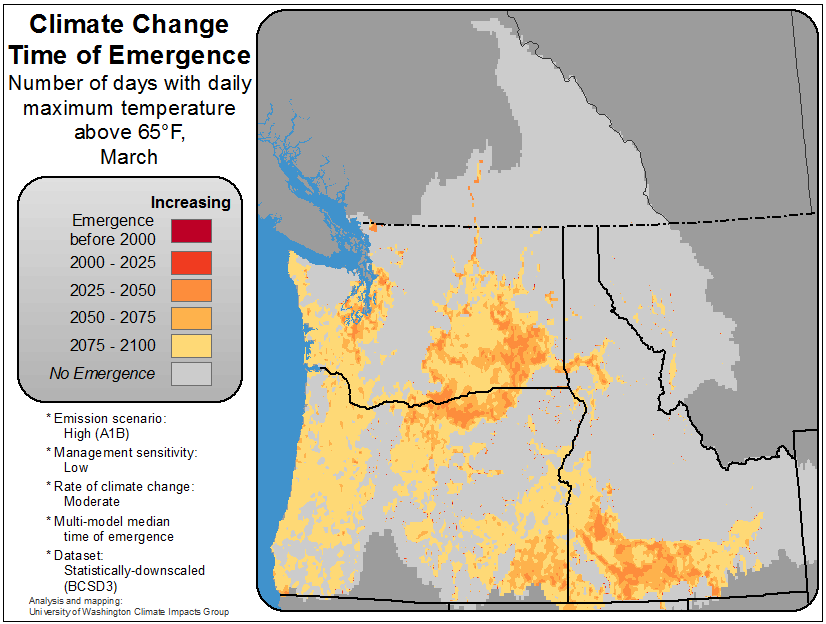 Climate Change
Time of Emergence
Number of days with daily
maximum temperature
above 65°F,
March
Increasing
Emergence
before 2000
2000 - 2025
2025 - 2050
2050 - 2075
2075 - 2100
No Emergence
* Emission scenario:
High (A1B)
* Management sensitivity:
Low
* Rate of climate change:
Moderate
* Multi-model median
time of emergence
* Dataset:
Statistically-downscaled
(BCSD3)
Analysis and mapping:
University of Washington Climate Impacts Group